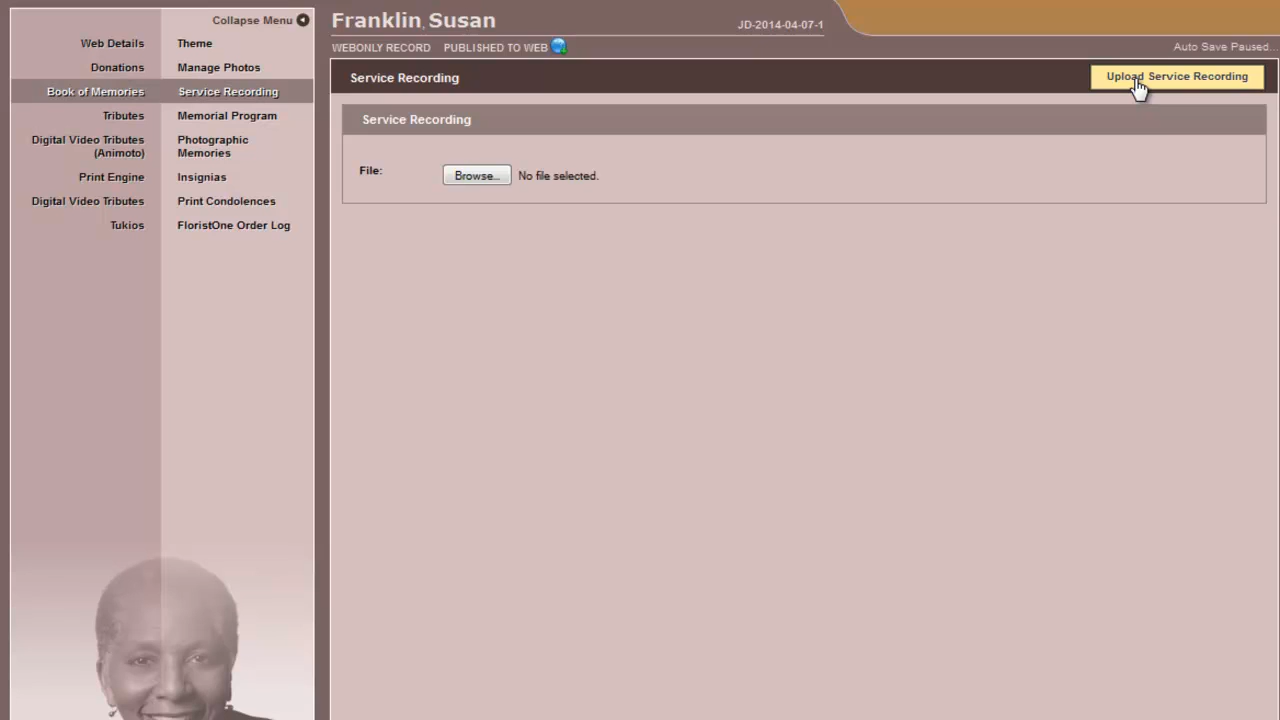 Collapse Menu
Web Details
Donations
Book of Memories
Tributes
Digital Video Tributes
(Animoto)
Print Engine
Digital Video Tributes
Tukios
Theme
Manage Photos
Service Recording
Memorial Program
Photographic
Memories
Insignias
Print Condolences
FloristOne Order Log
Franklin, Susan
JD-2014-04-07-1
WEBONLY RECORD PUBLISHED TO WEB
Auto Save Paused...
Service Recording
Upload Service Recording
Service Recording
File: Browse... No file selected.